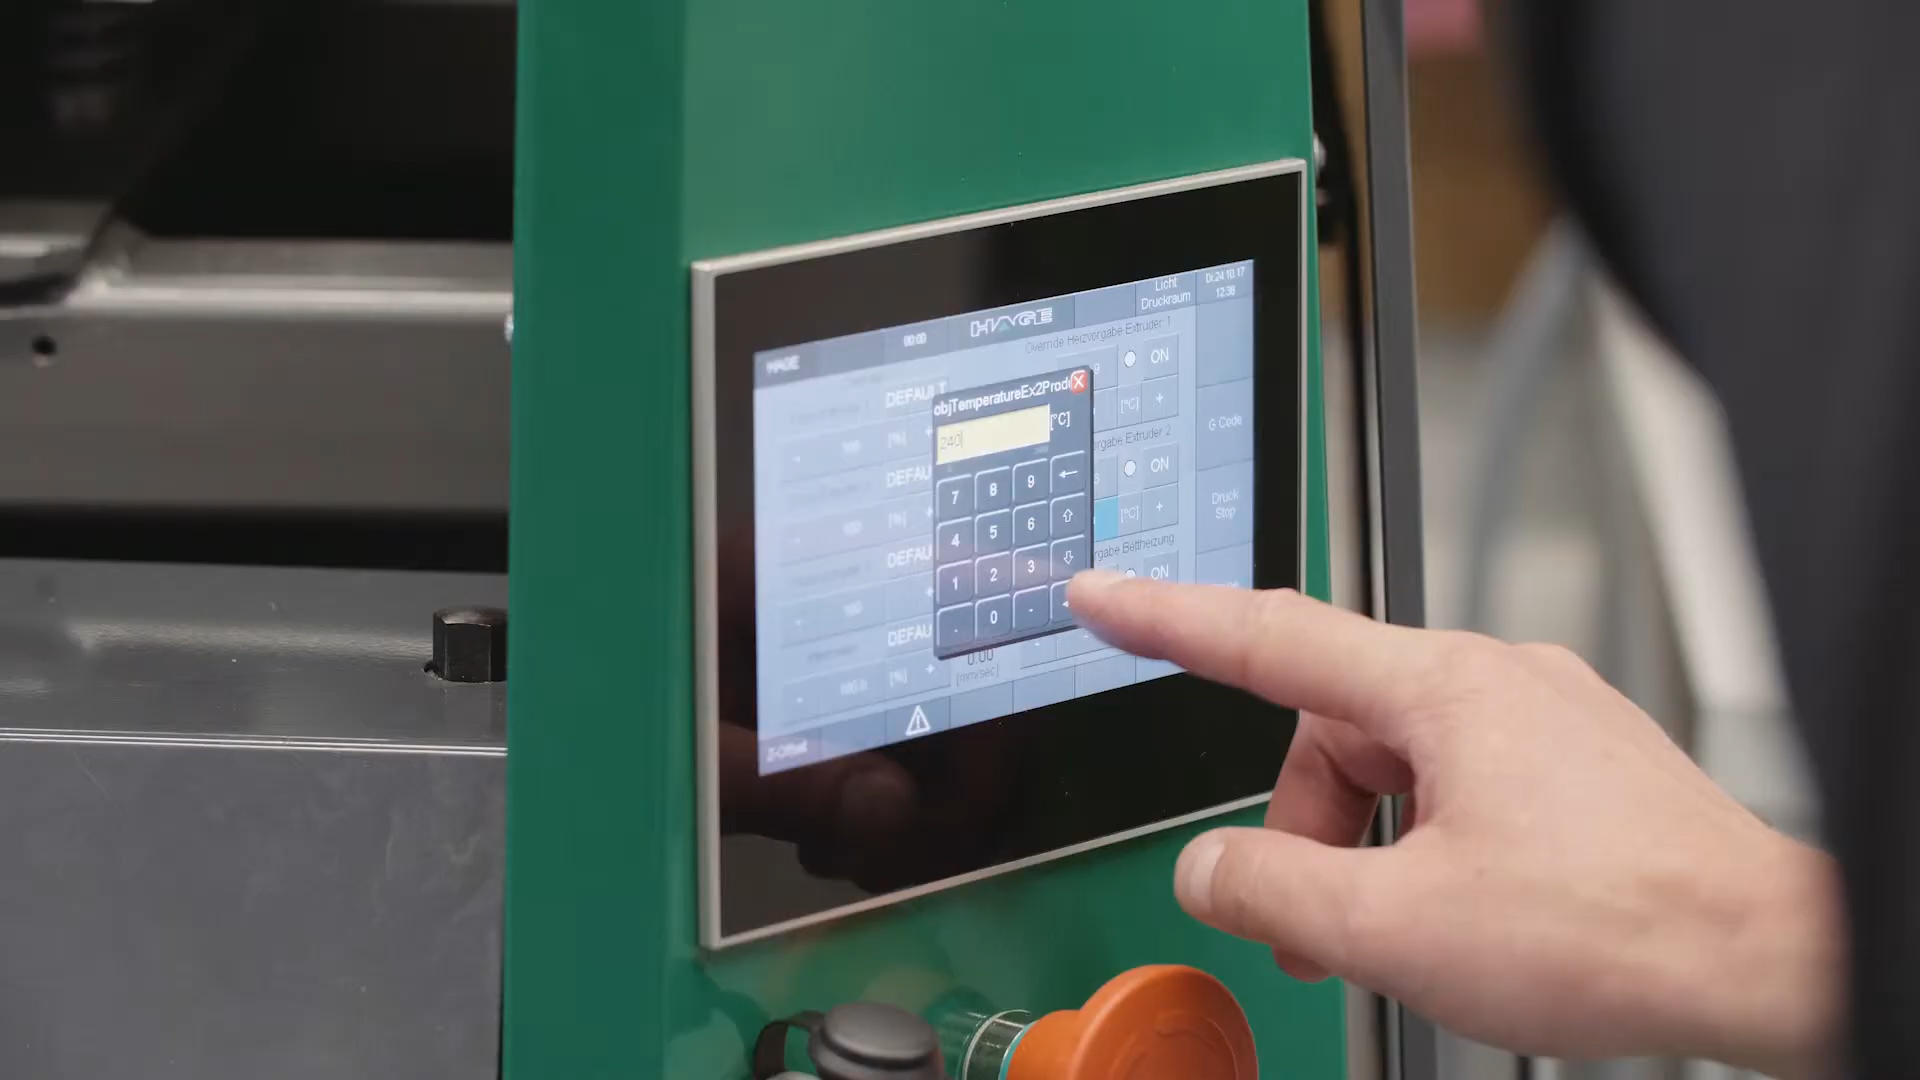 HAGE
00:00
HAGE
Licht
Druckraum
Di.24.10.17
12:38
Override Heizvorgabe Extruder 1
ON
DEFAULT
objTemperatureEx2Prod
240
[°C]
[°C]
+
[%]
+
G Code
rgabe Extruder 2
ON
DEFAU
7 8 9 ←
4 5 6 ⇧
1 2 3 ⇩
. 0 -
[°C]
+
[%]
Druck
Stop
rgabe Bettheizung
ON
DEFAU
DEFAU
0.00
[mm/sec]
[%]
+
Z-Offset